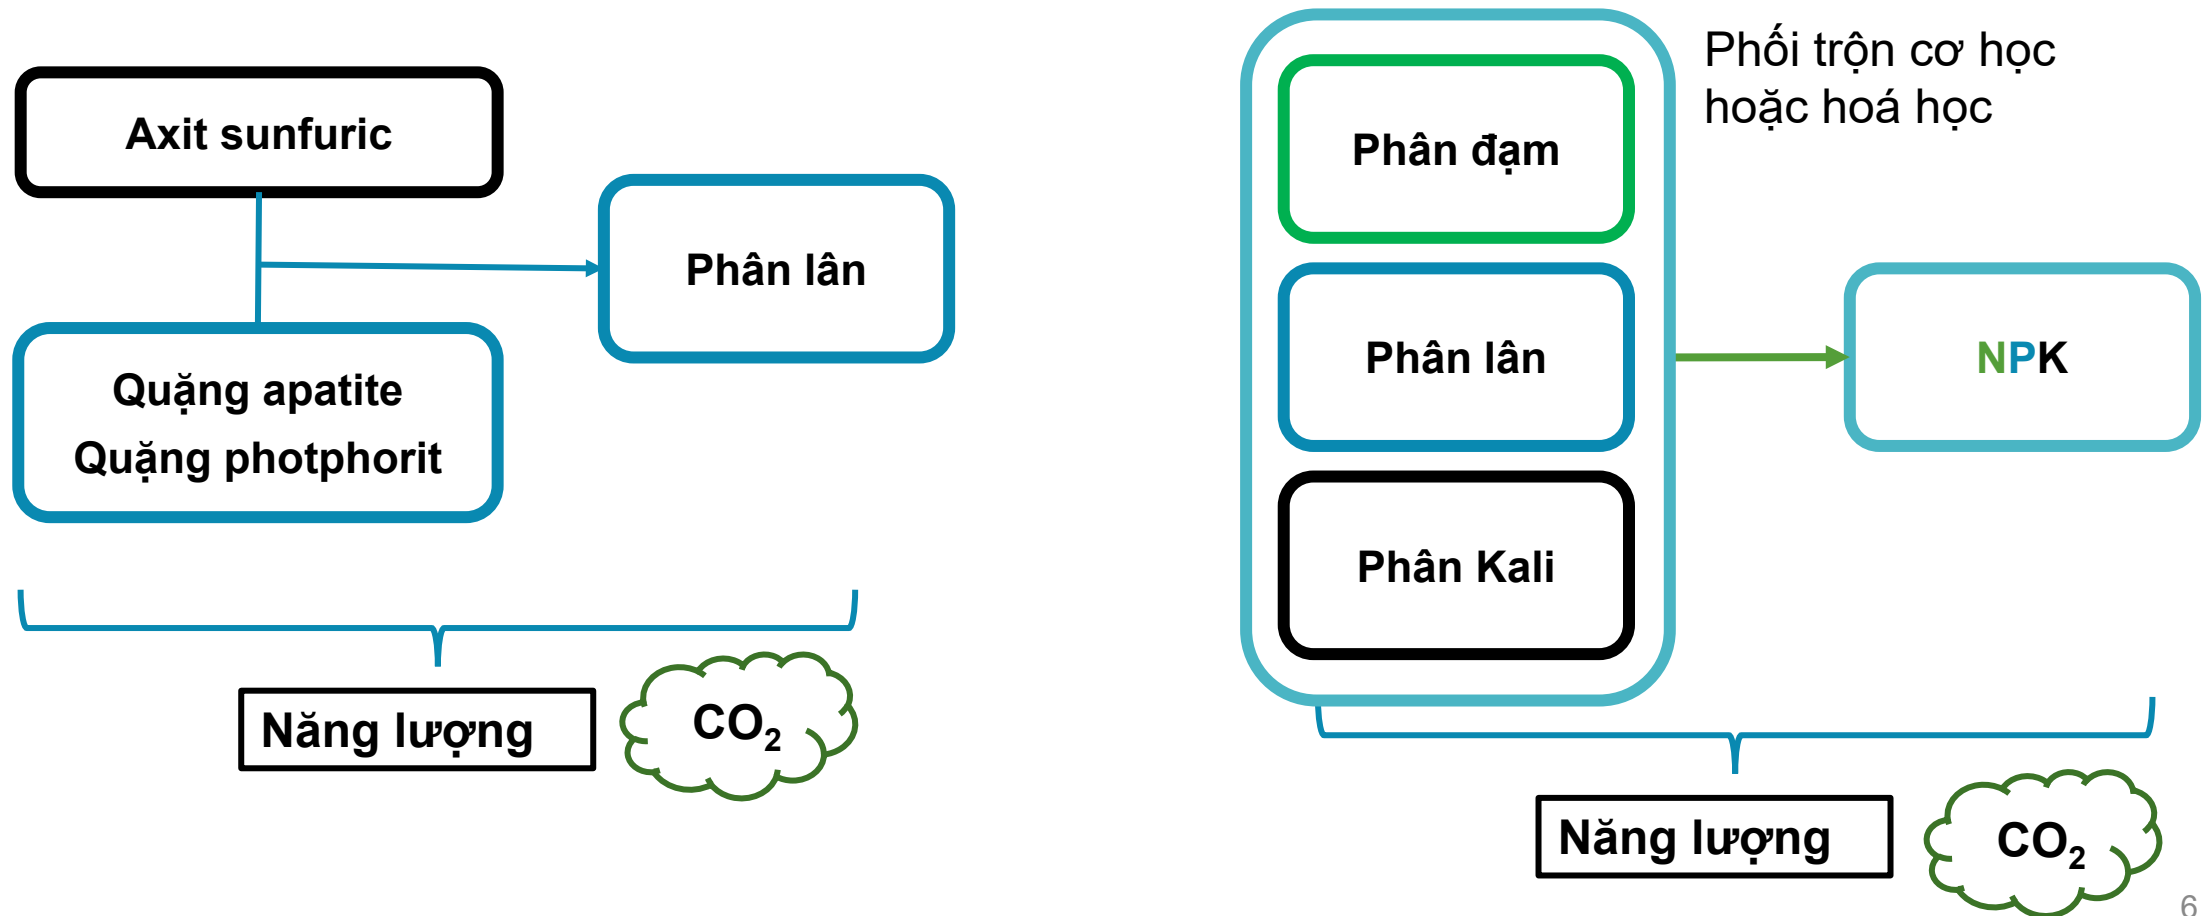 Axit sunfuric
Phân lân
Quặng apatite
Quặng photphorit
Năng lượng
CO₂
Phối trộn cơ học
hoặc hoá học
Phân đạm
Phân lân
Phân Kali
NPK
Năng lượng
CO₂
6